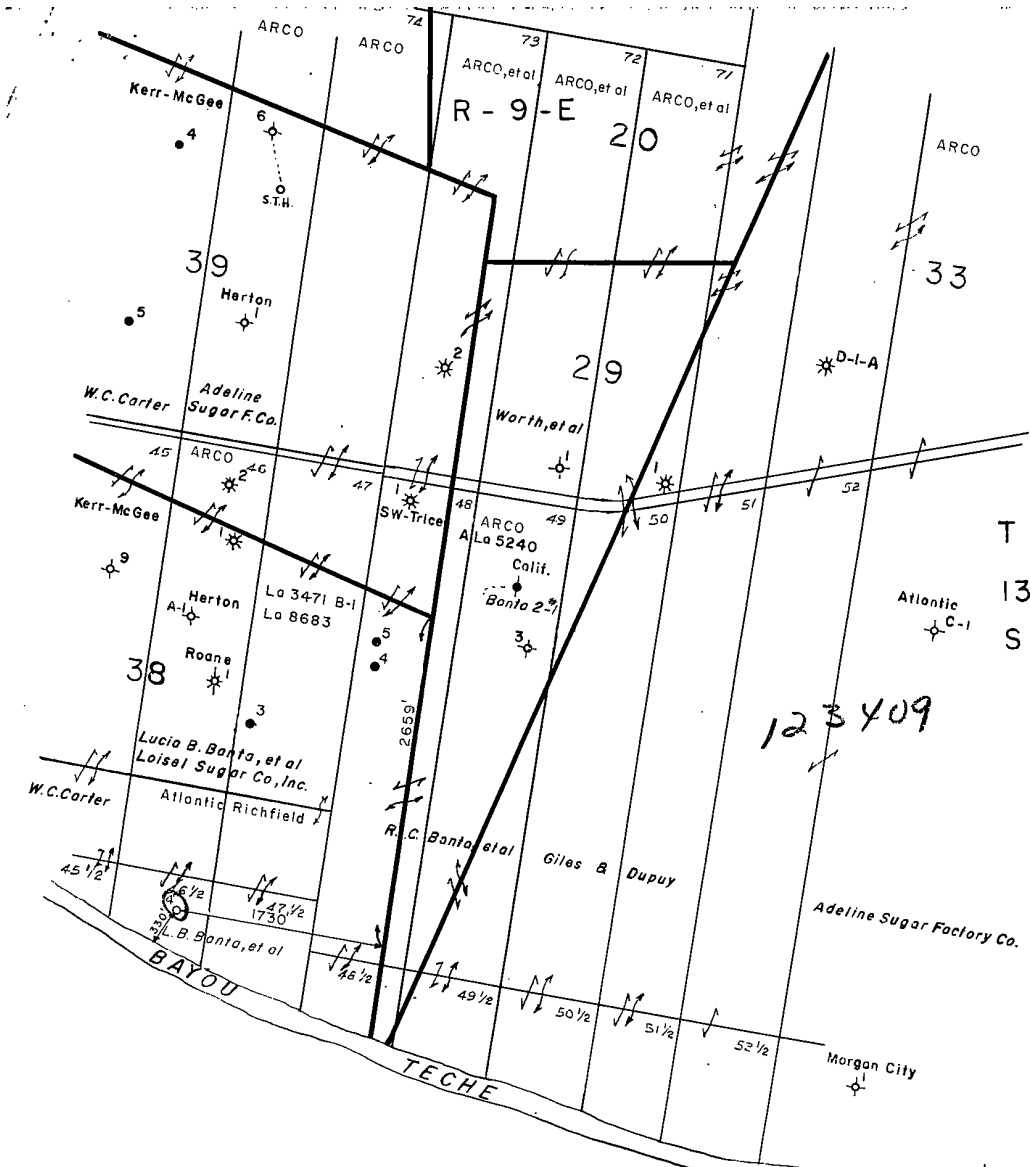 ARCO
ARCO
74
73
72
71
ARCO, et al
ARCO, et al
ARCO, et al
Kerr-McGee
R - 9 - E
20
6
4
ARCO
S.T.H.
39
33
Herton
1
5
2
29
D-1-A
W.C. Carter
Adeline
Sugar F. Co.
Worth, et al
1
45
ARCO
46
47
2
1
SW-Trice
48
49
1
50
51
52
Kerr-McGee
ARCO
A La 5240
T
13
S
1
9
Calif.
Banta 2-#1
Herton
A-1
La 3471 B-1
La 8683
Atlantic
C-1
5
4
3
Roane
1
38
3
2659'
123409
Lucia B. Banta, et al
Loisel Sugar Co, Inc.
W.C. Carter
Atlantic Richfield
R. C. Banta, et al
Giles B Dupuy
45 1/2
46 1/2
47 1/2
4
1730'
330'
L. B. Banta, et al
Adeline Sugar Factory Co.
BAYOU
48 1/2
49 1/2
50 1/2
51 1/2
52 1/2
Morgan City
1
TECHE